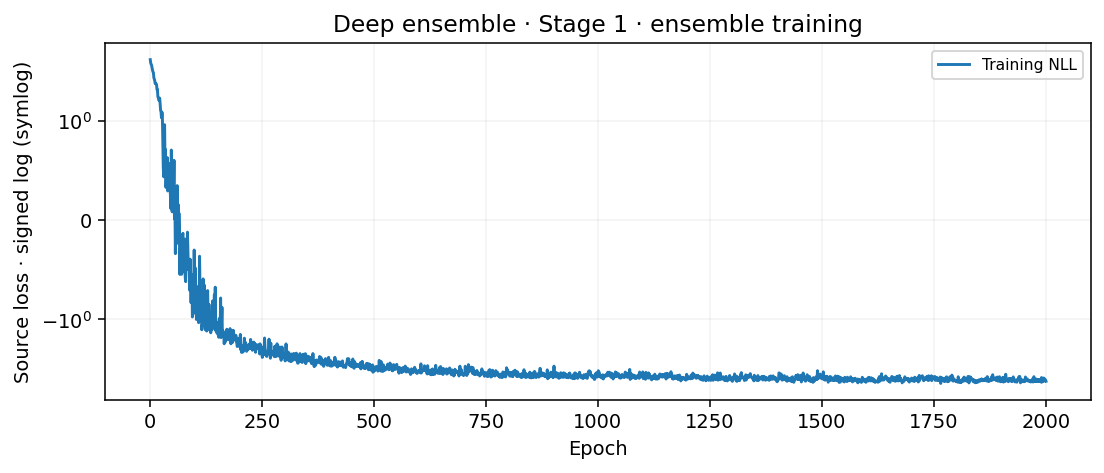 Deep ensemble · Stage 1 · ensemble training
Training NLL
Source loss · signed log (symlog)
10⁰
0
−10⁰
0 250 500 750 1000 1250 1500 1750 2000
Epoch